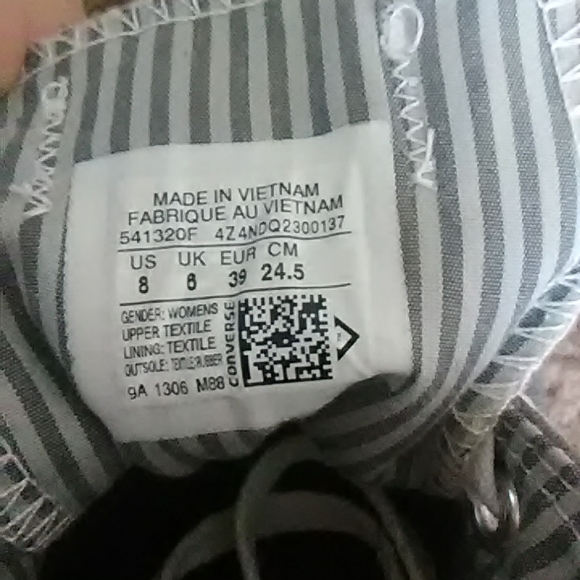 MADE IN VIETNAM
FABRIQUE AU VIETNAM
541320F 4Z4NDQ2300137
US UK EUR CM
8 6 39 24.5
GENDER: WOMENS
UPPER TEXTILE
LINING: TEXTILE
OUTSOLE: TEXTILE/RUBBER
9A 1306 M88
CONVERSE